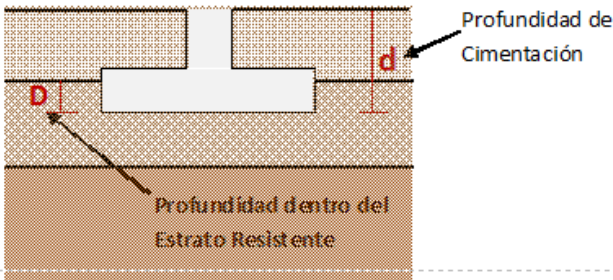 Profundidad de
Cimentación
d
D
Profundidad dentro del
Estrato Resistente